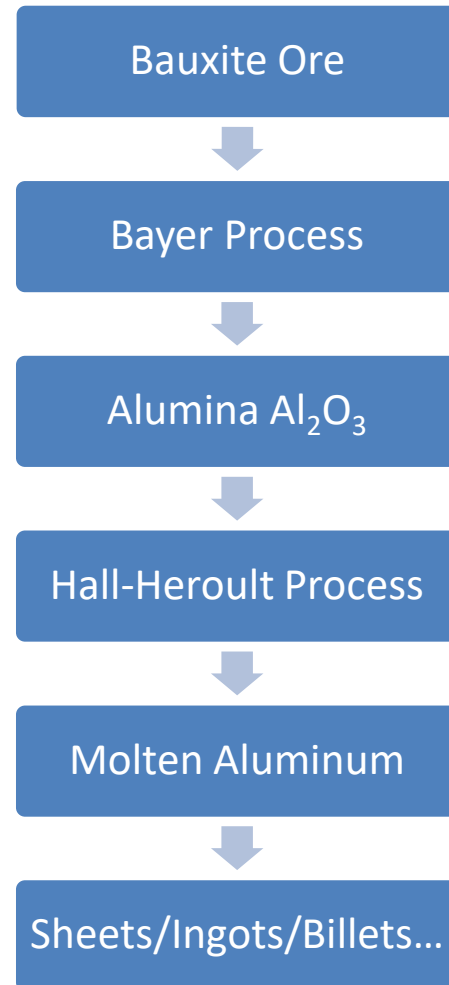 Bauxite Ore
Bayer Process
Alumina Al₂O₃
Hall-Heroult Process
Molten Aluminum
Sheets/Ingots/Billets…